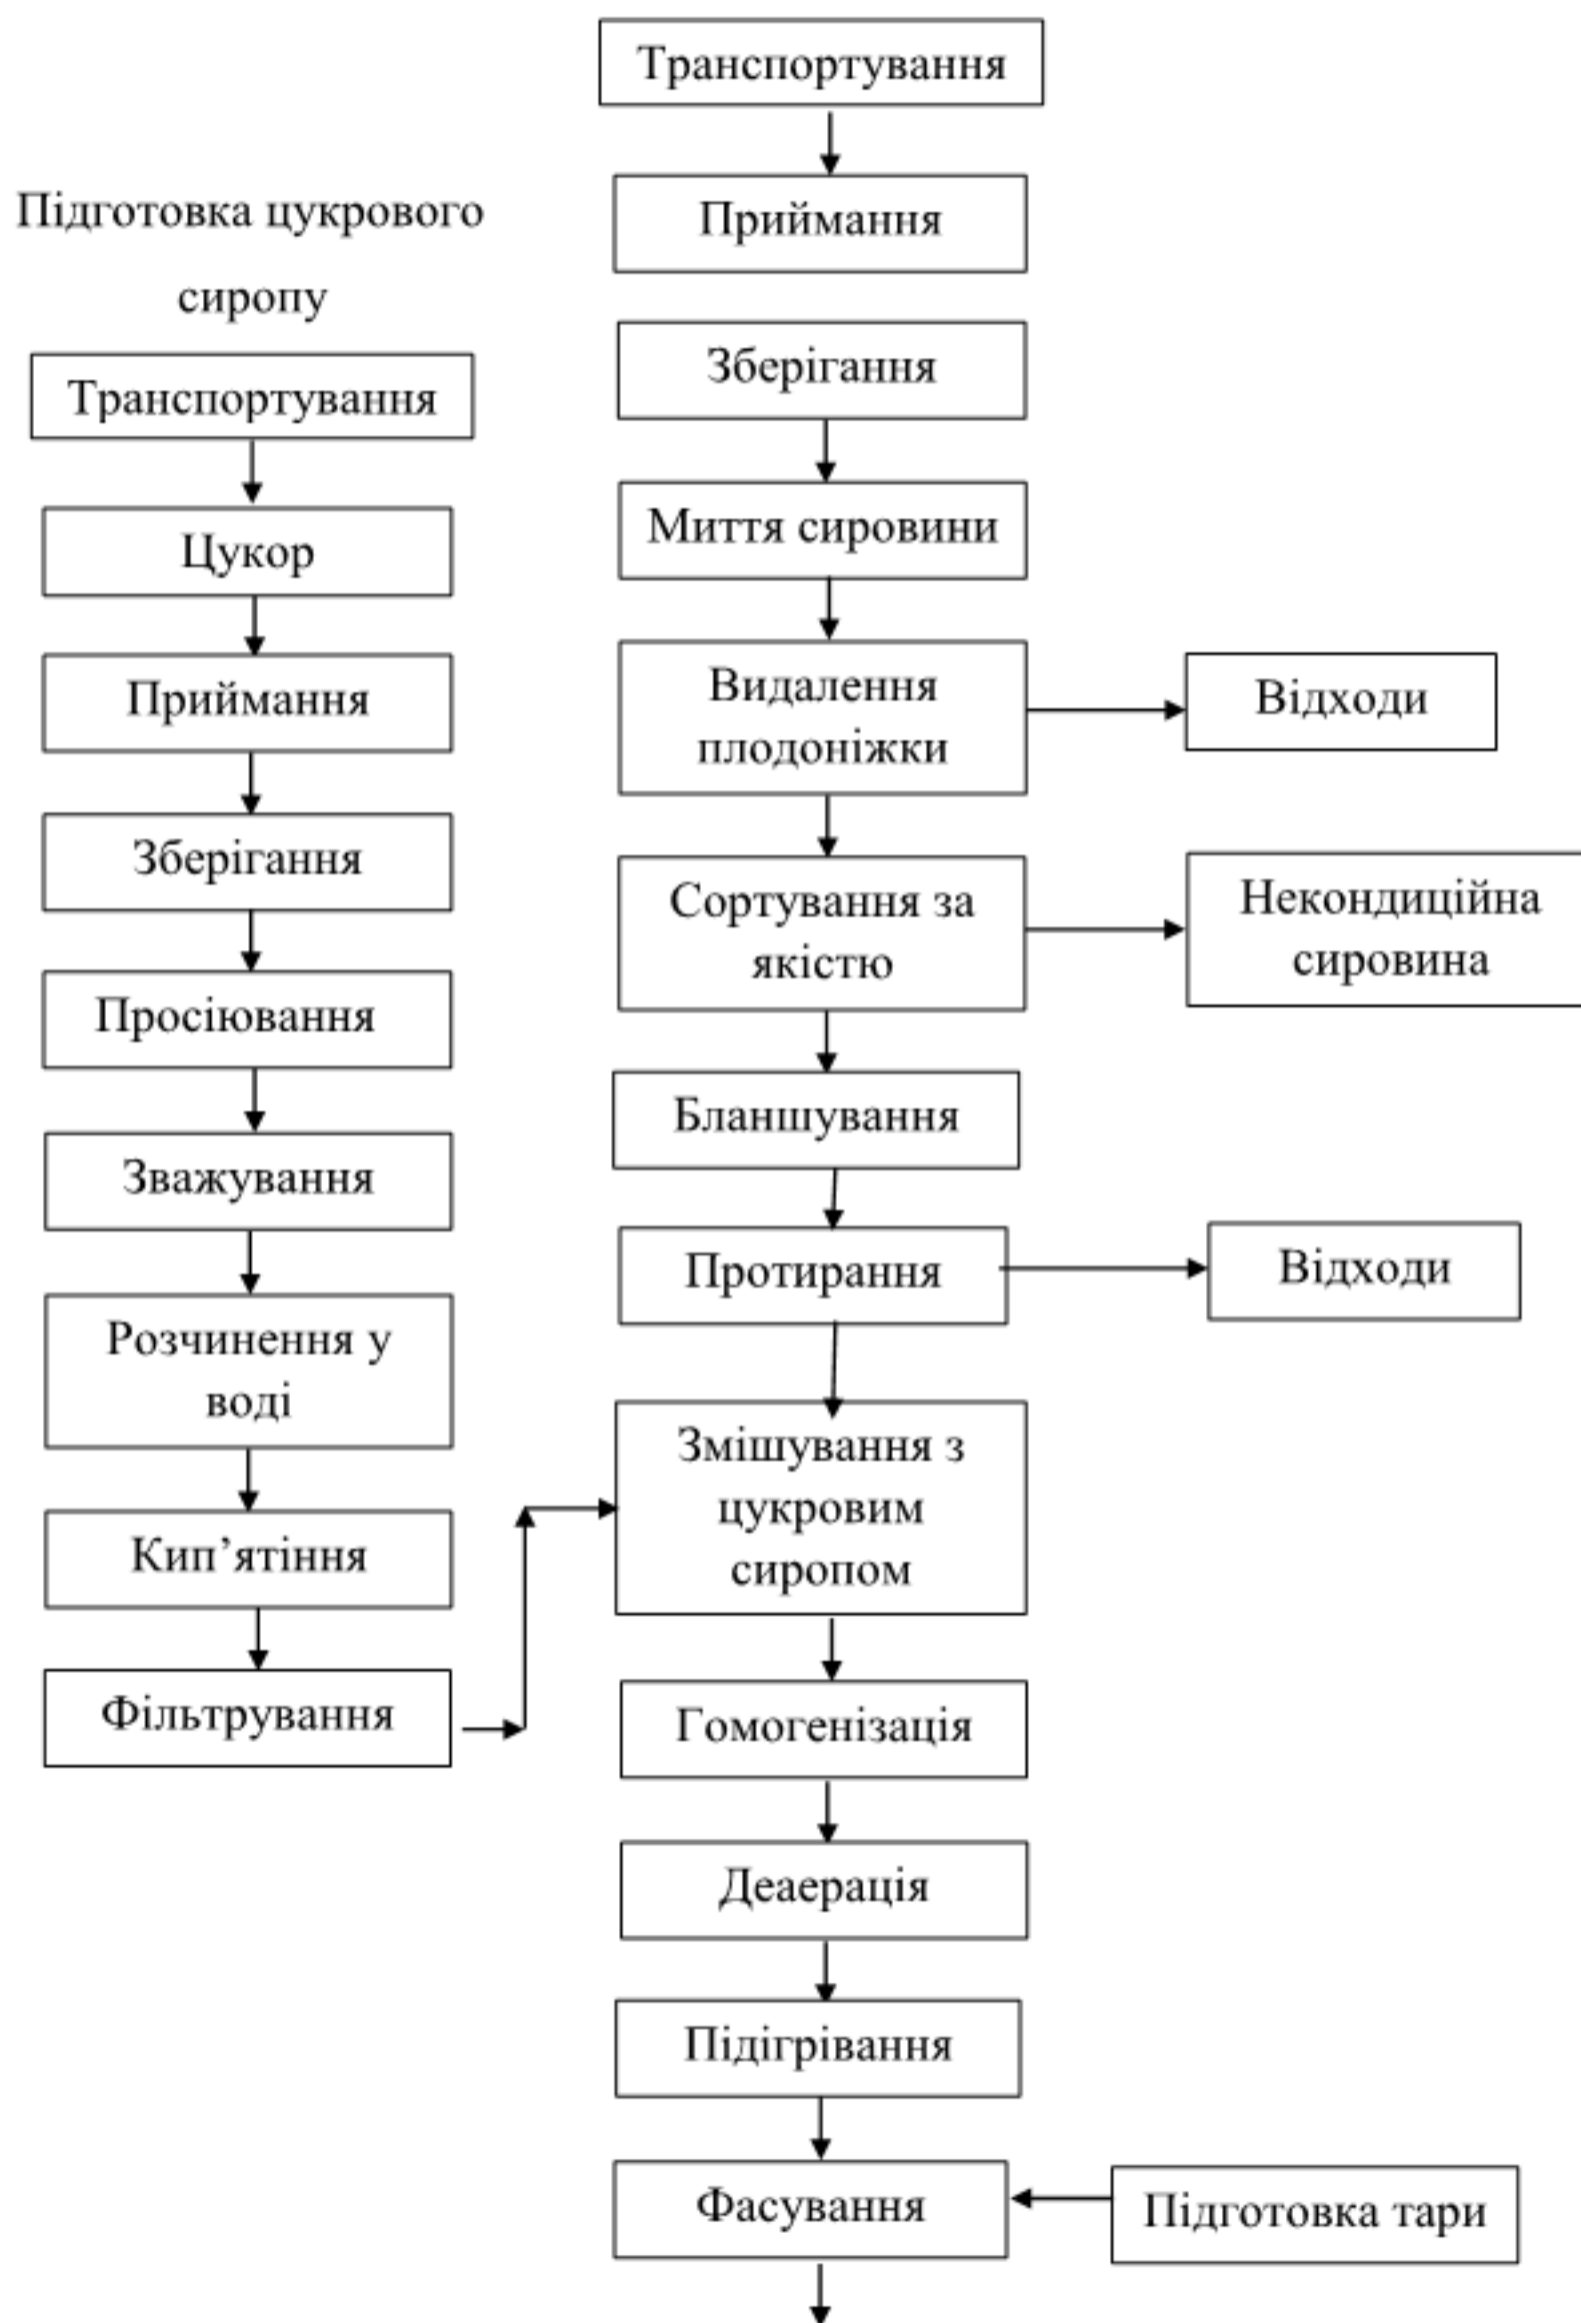 Підготовка цукрового
сиропу
Транспортування
Цукор
Приймання
Зберігання
Просіювання
Зважування
Розчинення у
воді
Кип’ятіння
Фільтрування
Транспортування
Приймання
Зберігання
Миття сировини
Видалення
плодоніжки
Відходи
Сортування за
якістю
Некондиційна
сировина
Бланшування
Протирання
Відходи
Змішування з
цукровим
сиропом
Гомогенізація
Деаерація
Підігрівання
Фасування
Підготовка тари